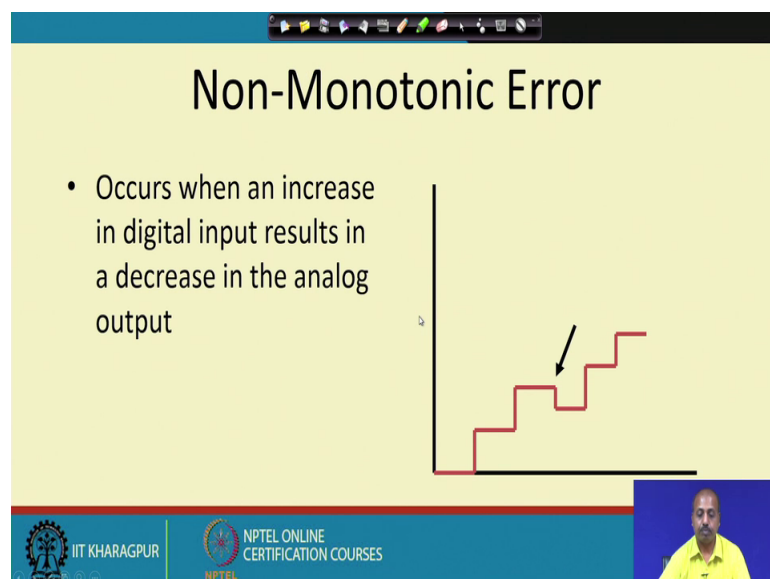 Non-Monotonic Error
• Occurs when an increase
in digital input results in
a decrease in the analog
output
IIT KHARAGPUR
NPTEL ONLINE
CERTIFICATION COURSES
NPTEL